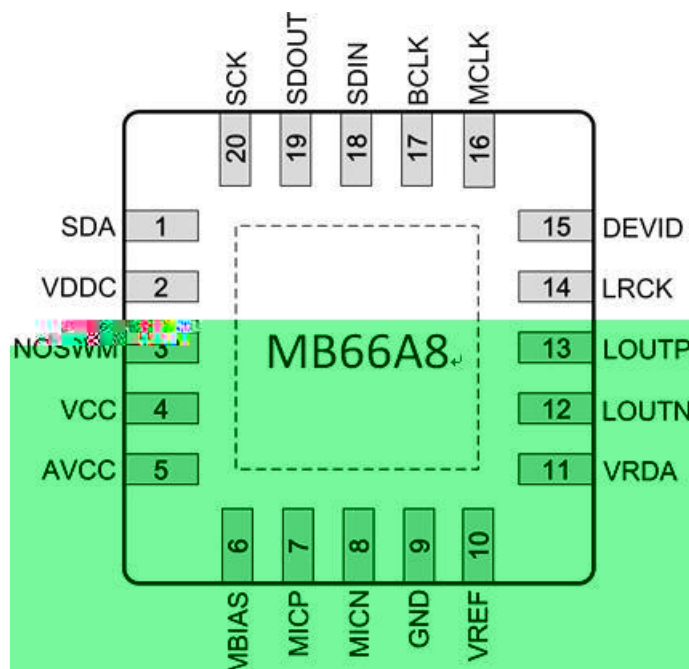 SCK
SDOUT
SDIN
BCLK
MCLK
20
19
18
17
16
SDA 1
15 DEVID
VDDC 2
14 LRCK
NOSWM 3
MB66A8
13 LOUTP
VCC 4
12 LOUTN
AVCC 5
11 VRDA
6
7
8
9
10
MBIAS
MICP
MICN
GND
VREF